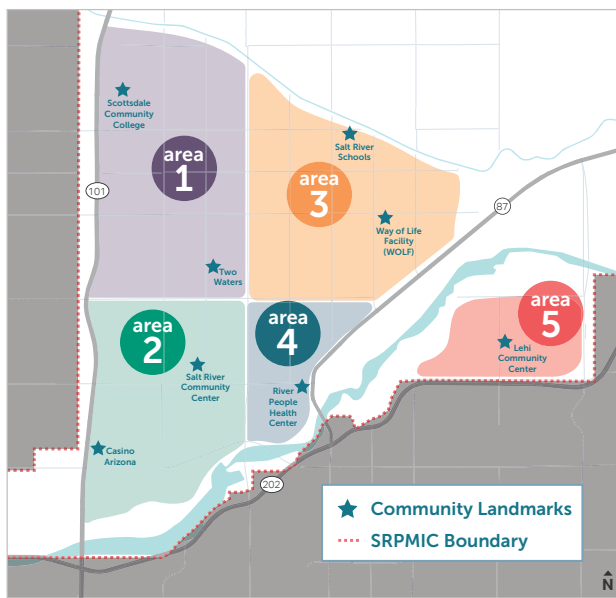 Scottsdale
Community
College
area
1
101
Two
Waters
Salt River
Schools
area
3
Way of Life
Facility
(WOLF)
87
area
2
Salt River
Community
Center
Casino
Arizona
area
4
River
People
Health
Center
area
5
Lehi
Community
Center
202
Community Landmarks
SRPMIC Boundary
N